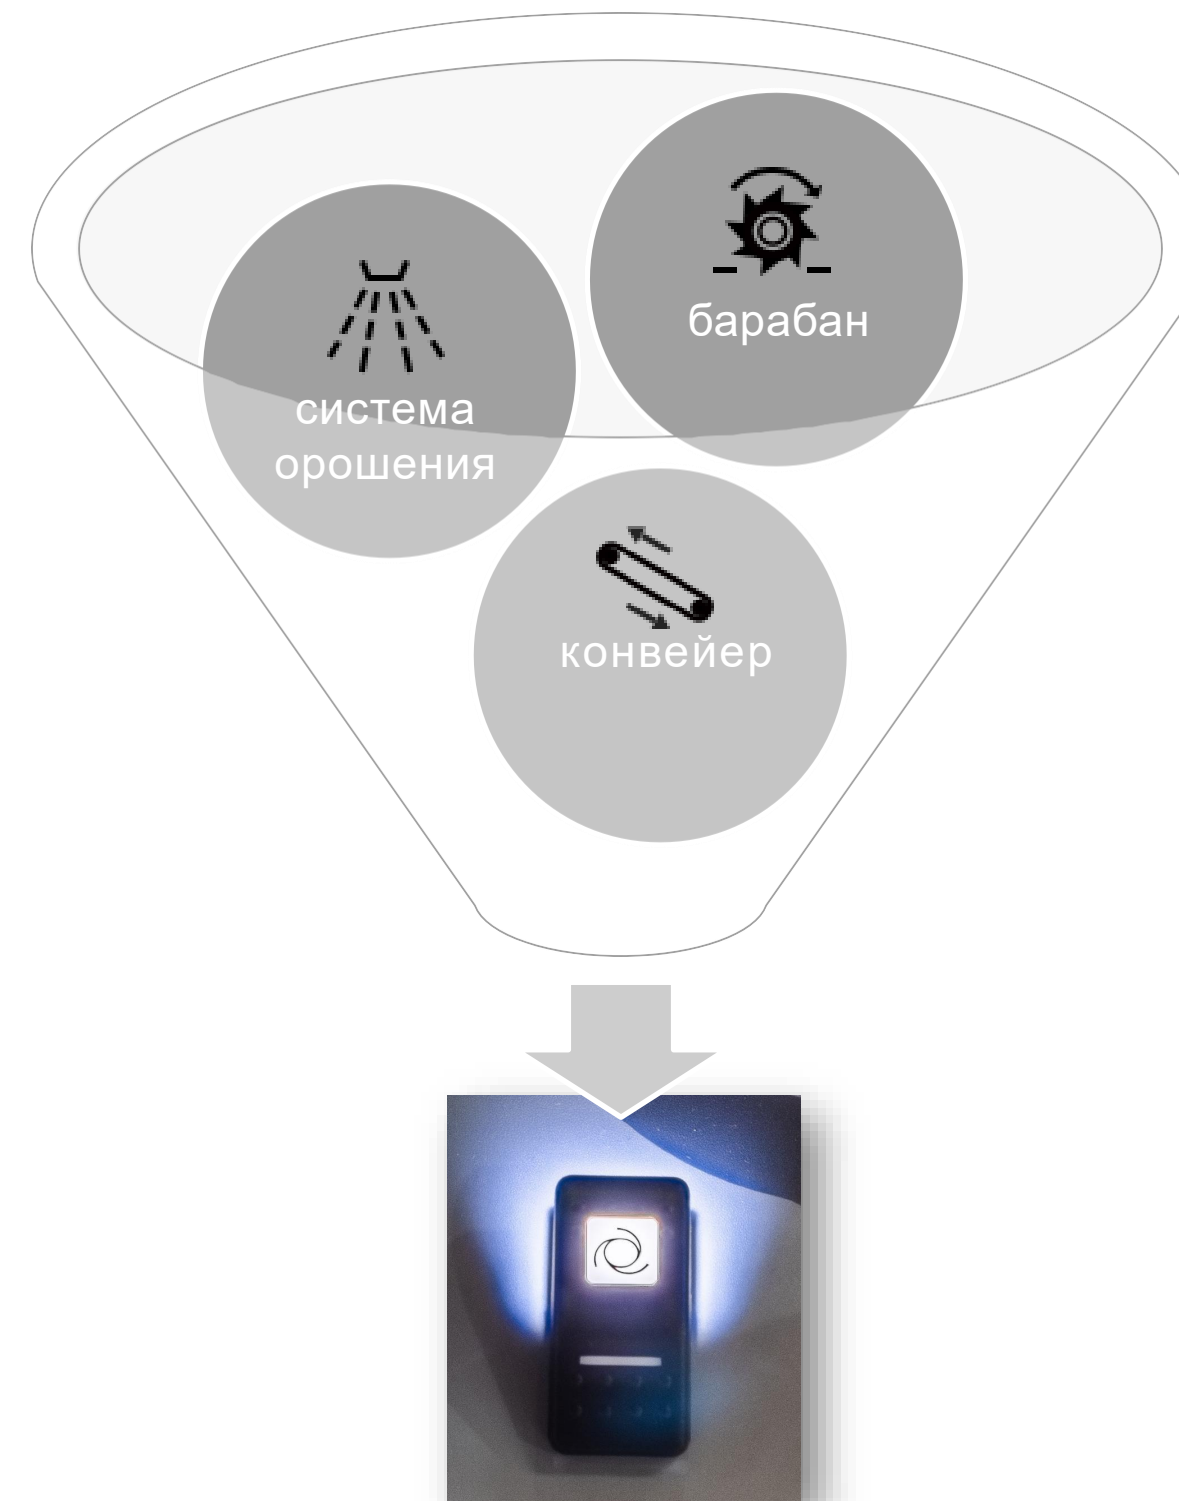 барабан
система
орошения
конвейер